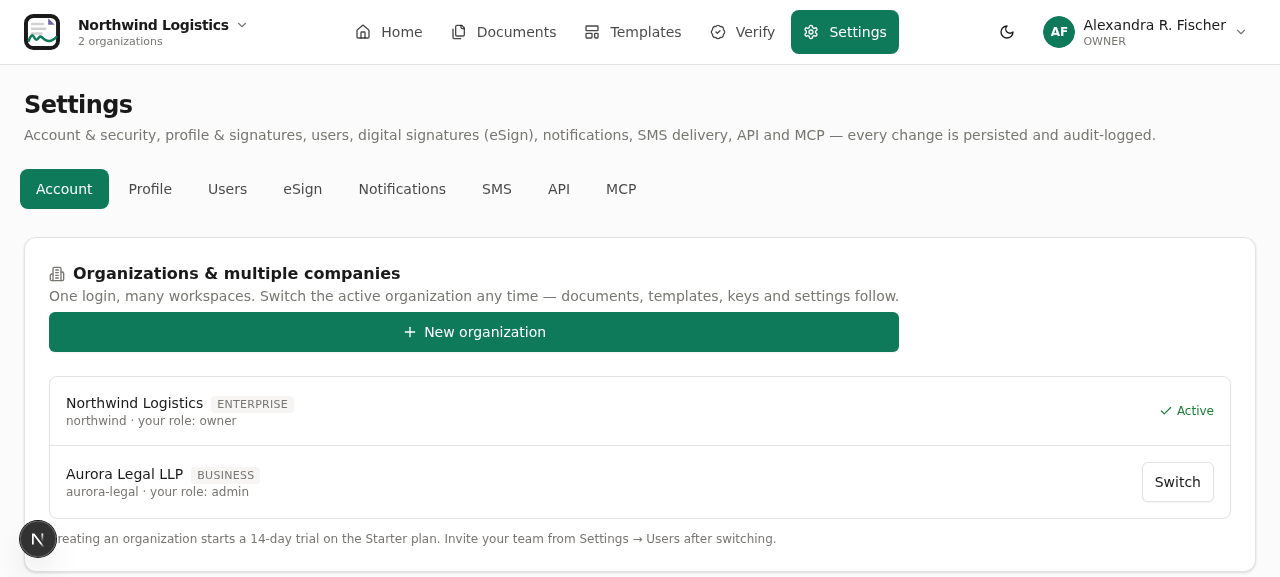 Northwind Logistics
2 organizations
Home
Documents
Templates
Verify
Settings
AF
Alexandra R. Fischer
OWNER
Settings
Account & security, profile & signatures, users, digital signatures (eSign), notifications, SMS delivery, API and MCP — every change is persisted and audit-logged.
Account
Profile
Users
eSign
Notifications
SMS
API
MCP
Organizations & multiple companies
One login, many workspaces. Switch the active organization any time — documents, templates, keys and settings follow.
New organization
Northwind Logistics ENTERPRISE
northwind · your role: owner
Active
Aurora Legal LLP BUSINESS
aurora-legal · your role: admin
Switch
N
reating an organization starts a 14-day trial on the Starter plan. Invite your team from Settings → Users after switching.